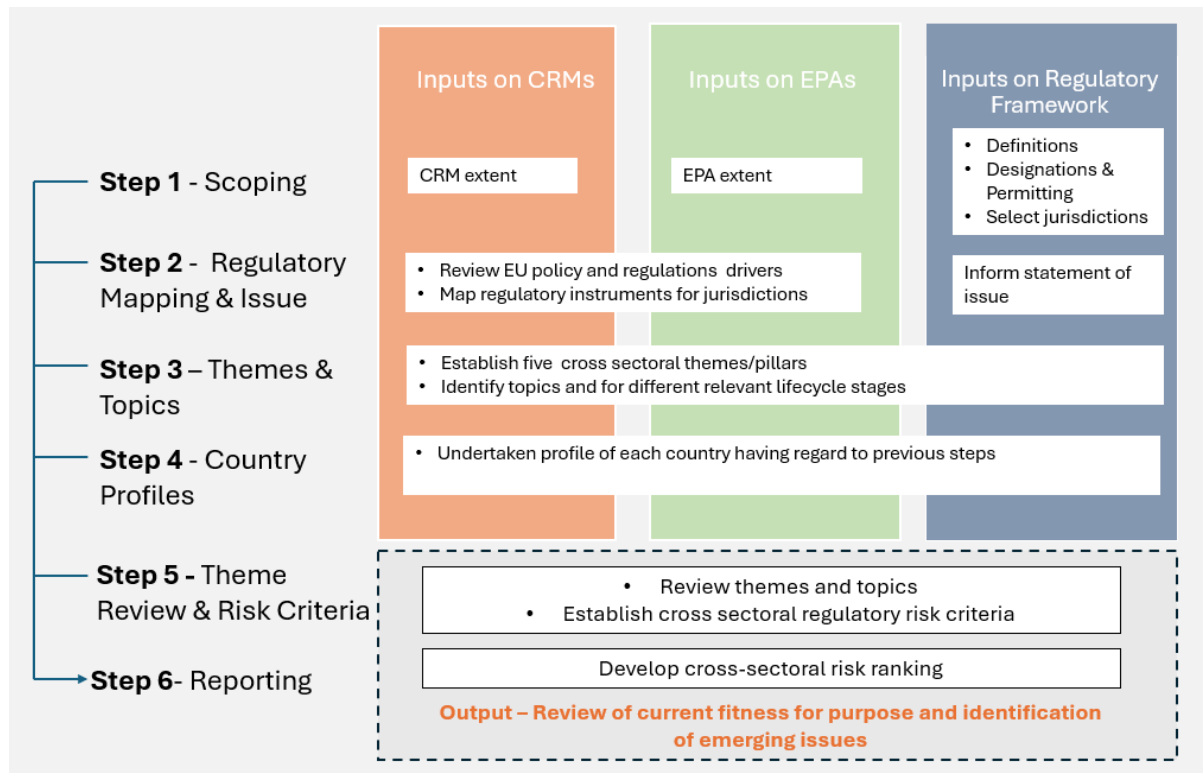 Inputs on CRMs
Inputs on EPAs
Inputs on Regulatory
Framework
Step 1 - Scoping
CRM extent
EPA extent
• Definitions
• Designations &
Permitting
• Select jurisdictions
Step 2 - Regulatory
Mapping & Issue
• Review EU policy and regulations drivers
• Map regulatory instruments for jurisdictions
Inform statement of
issue
Step 3 – Themes &
Topics
• Establish five cross sectoral themes/pillars
• Identify topics and for different relevant lifecycle stages
Step 4 - Country
Profiles
• Undertaken profile of each country having regard to previous steps
Step 5 - Theme
Review & Risk Criteria
• Review themes and topics
• Establish cross sectoral regulatory risk criteria
Step 6- Reporting
Develop cross-sectoral risk ranking
Output – Review of current fitness for purpose and identification
of emerging issues